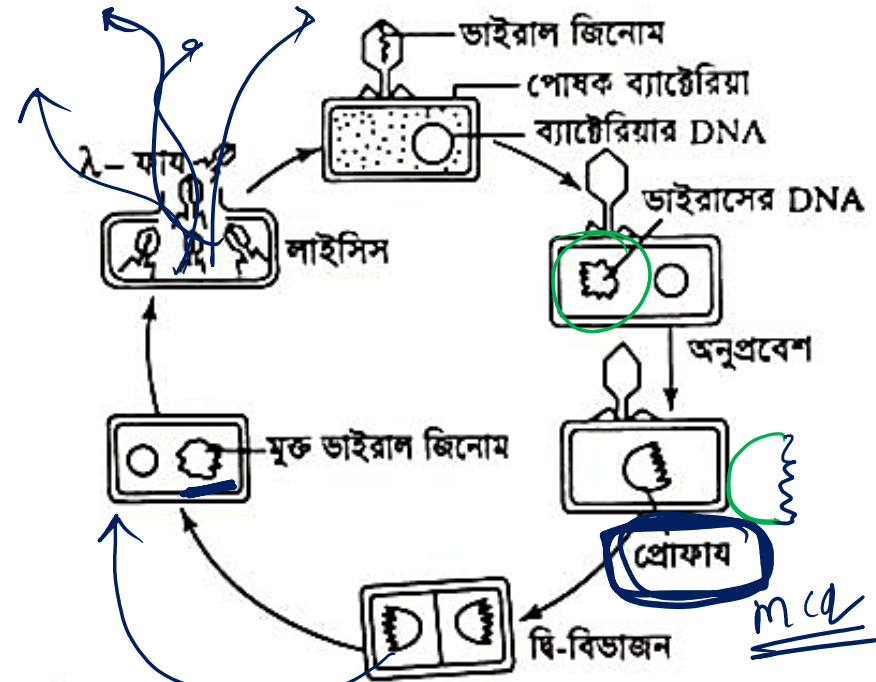 ভাইরাল জিনোম
পোষক ব্যাক্টেরিয়া
ব্যাক্টেরিয়ার DNA
λ– ফায
ভাইরাসের DNA
লাইসিস
অনুপ্রবেশ
মুক্ত ভাইরাল জিনোম
প্রোফায
দ্বি-বিভাজন
mcq